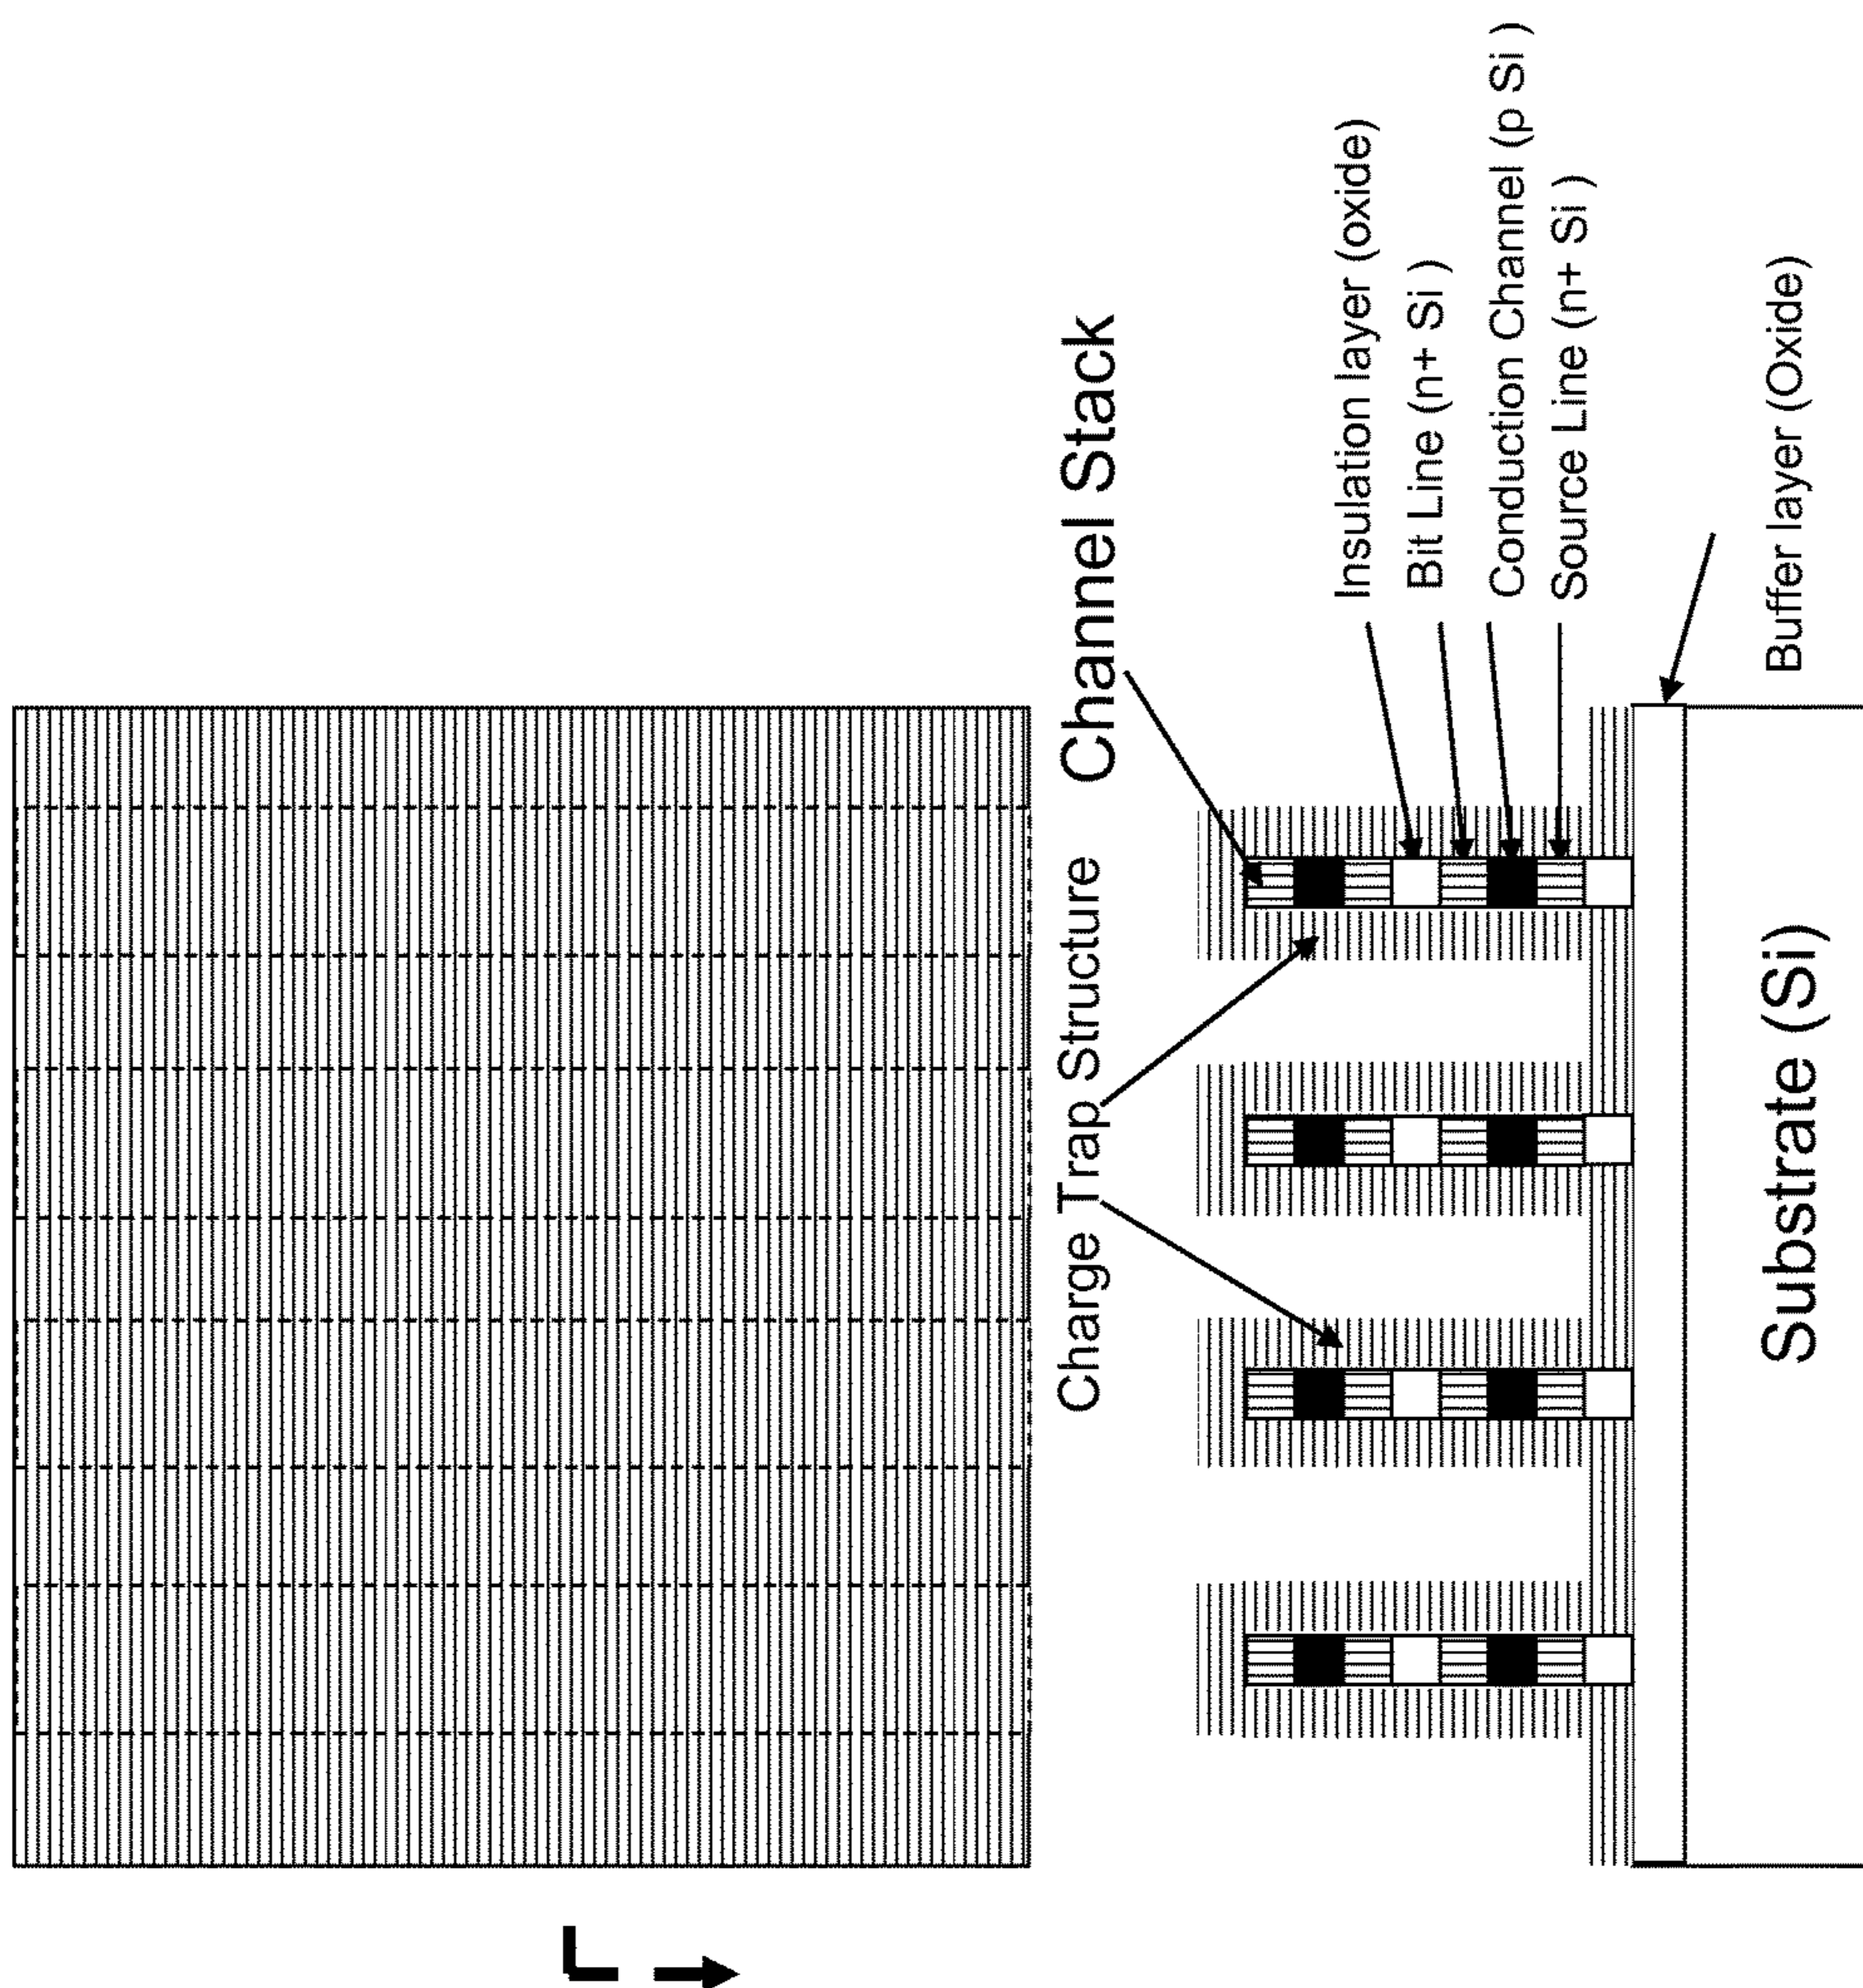 Channel Stack
Charge Trap Structure
Insulation layer (oxide)
Bit Line (n+ Si )
Conduction Channel (p Si )
Source Line (n+ Si )
Buffer layer (Oxide)
Substrate (Si)